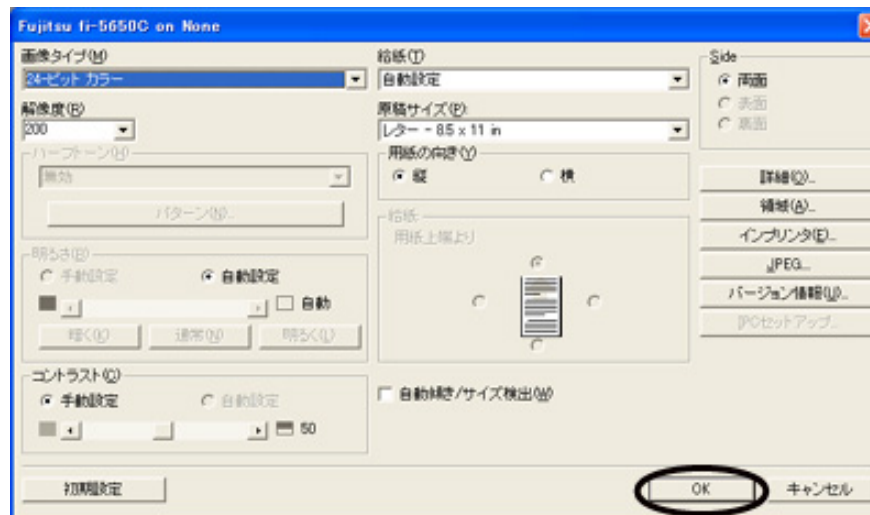 Fujitsu fi-5650C on None
画像タイプ(M)
24-ビット カラー
解像度(R)
200
ハーフトーン(H)
無効
パターン(N)...
明るさ(B)
手動設定
自動設定
自動
暗く(K)
通常(N)
明るく(L)
コントラスト(C)
手動設定
自動設定
50
初期設定
給紙(T)
自動設定
原稿サイズ(P):
レター - 8.5 x 11 in
用紙の向き(Y)
縦
横
給紙:
用紙上端より
自動傾き/サイズ検出(W)
Side
両面
表面
裏面
詳細(O)...
領域(A)...
インプリンタ(E)...
JPEG...
バージョン情報(U)...
IPCセットアップ...
OK
キャンセル